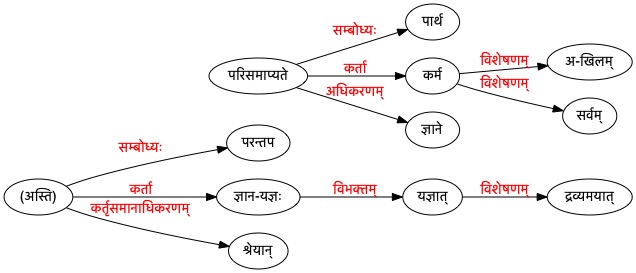 सम्बोध्यः
पार्थ
परिसमाप्यते
कर्ता
कर्म
विशेषणम्
अ-खिलम्
अधिकरणम्
विशेषणम्
ज्ञाने
सर्वम्
सम्बोध्यः
परन्तप
(अस्ति)
कर्ता
ज्ञान-यज्ञः
विभक्तम्
यज्ञात्
विशेषणम्
द्रव्यमयात्
कर्तृसमानाधिकरणम्
श्रेयान्